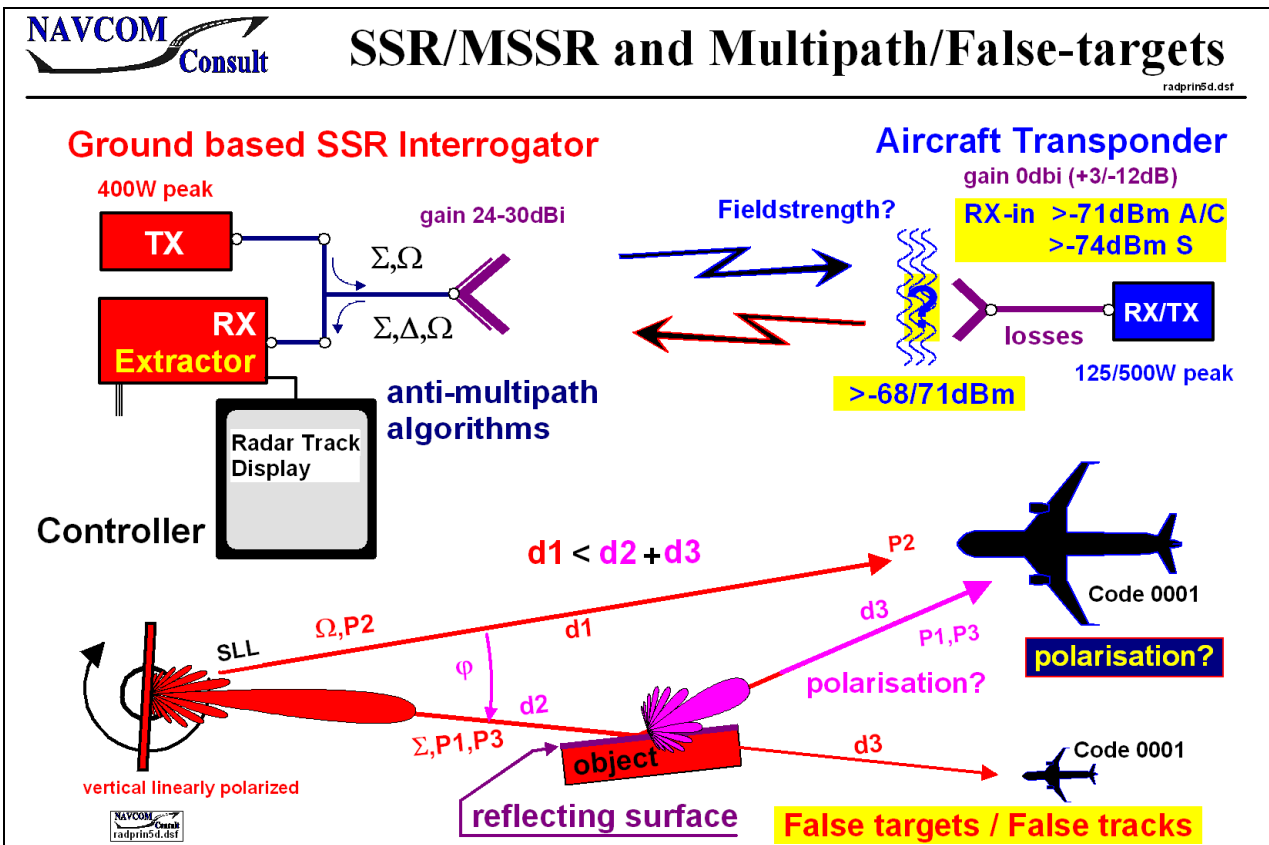 NAVCOM
Consult
SSR/MSSR and Multipath/False-targets
radprin5d.dsf
Ground based SSR Interrogator
400W peak
TX
gain 24-30dBi
Σ,Ω
RX
Extractor
Σ,Δ,Ω
anti-multipath
algorithms
Radar Track
Display
Controller
Aircraft Transponder
gain 0dbi (+3/-12dB)
Fieldstrength?
RX-in >-71dBm A/C
>-74dBm S
?
RX/TX
losses
125/500W peak
>-68/71dBm
d1 < d2 + d3
P2
Code 0001
Ω,P2
d1
d3
P1,P3
SLL
φ
polarisation?
polarisation?
d2
Σ,P1,P3
object
d3
Code 0001
vertical linearly polarized
reflecting surface
False targets / False tracks
NAVCOM
Consult
radprin5d.dsf